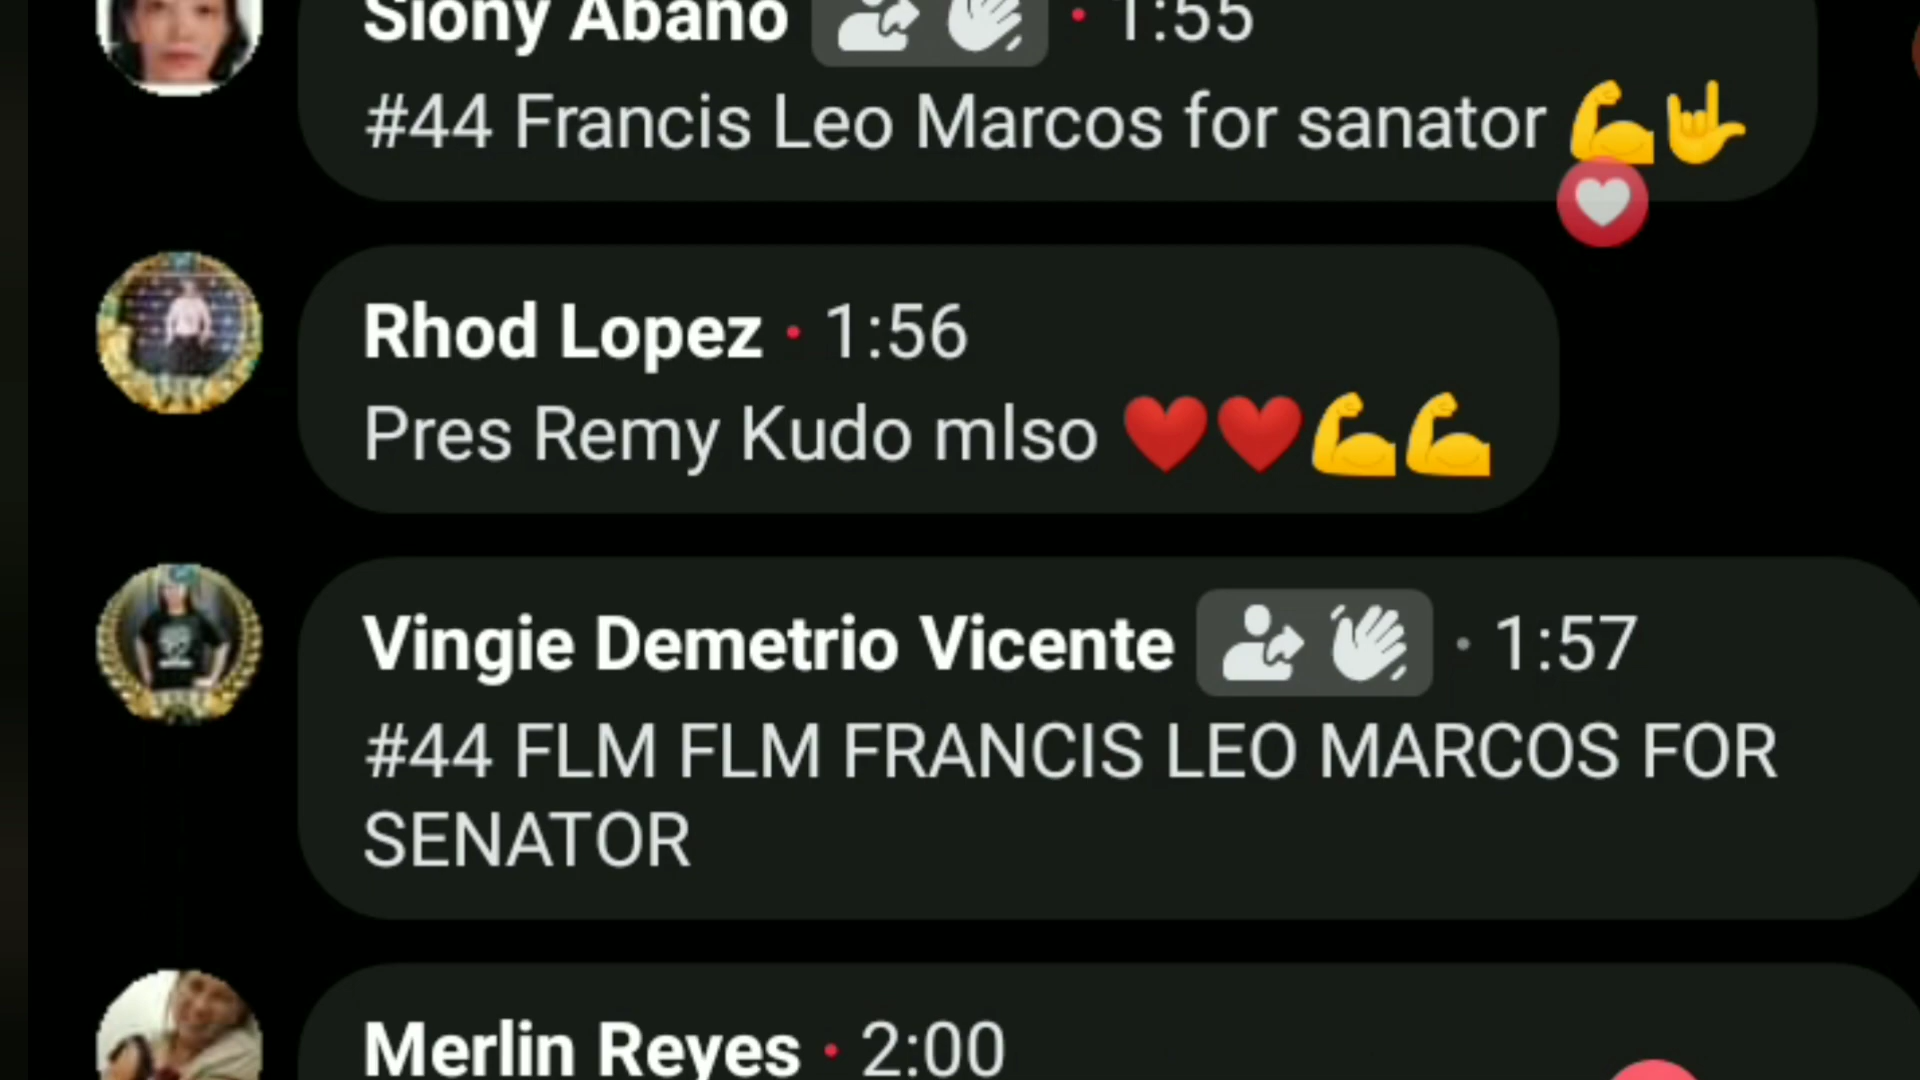 Siony Abano · 1:55
#44 Francis Leo Marcos for sanator 💪🤟
Rhod Lopez · 1:56
Pres Remy Kudo mlso ❤️❤️💪💪
Vingie Demetrio Vicente · 1:57
#44 FLM FLM FRANCIS LEO MARCOS FOR
SENATOR
Merlin Reyes · 2:00